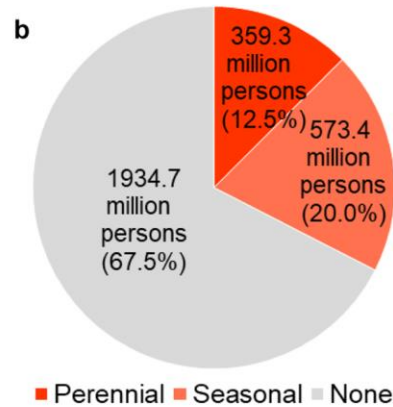 b
359.3
million
persons
(12.5%)
573.4
million
persons
(20.0%)
1934.7
million
persons
(67.5%)
Perennial Seasonal None